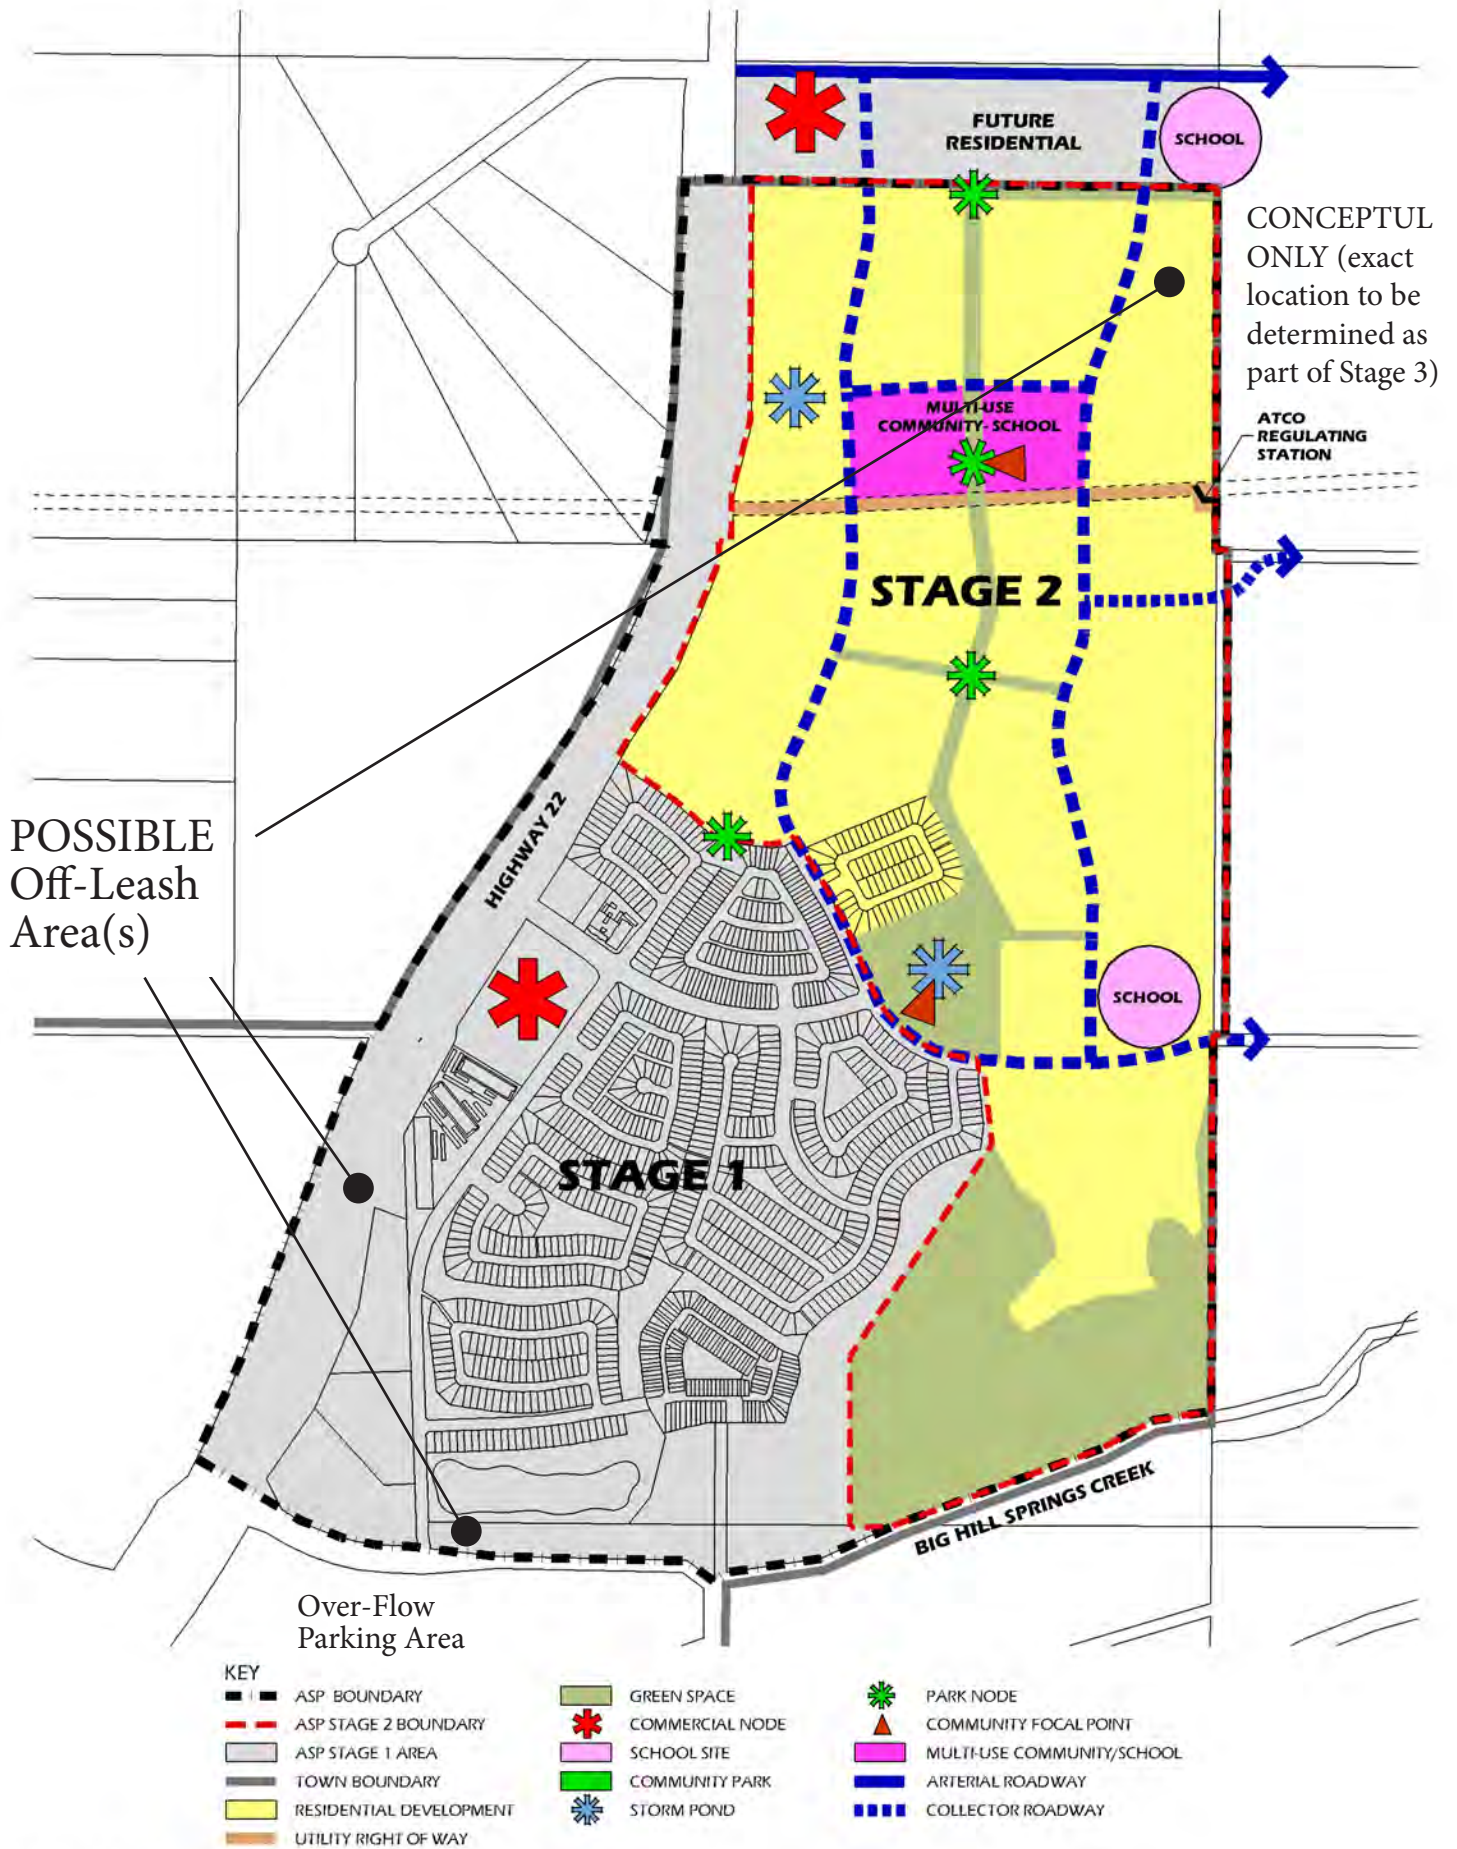 FUTURE
RESIDENTIAL
SCHOOL
CONCEPTUL
ONLY (exact
location to be
determined as
part of Stage 3)
MULTI-USE
COMMUNITY- SCHOOL
ATCO
REGULATING
STATION
STAGE 2
HIGHWAY 22
POSSIBLE
Off-Leash
Area(s)
SCHOOL
STAGE 1
BIG HILL SPRINGS CREEK
Over-Flow
Parking Area
KEY
ASP BOUNDARY
ASP STAGE 2 BOUNDARY
ASP STAGE 1 AREA
TOWN BOUNDARY
RESIDENTIAL DEVELOPMENT
UTILITY RIGHT OF WAY
GREEN SPACE
COMMERCIAL NODE
SCHOOL SITE
COMMUNITY PARK
STORM POND
PARK NODE
COMMUNITY FOCAL POINT
MULTI-USE COMMUNITY/SCHOOL
ARTERIAL ROADWAY
COLLECTOR ROADWAY